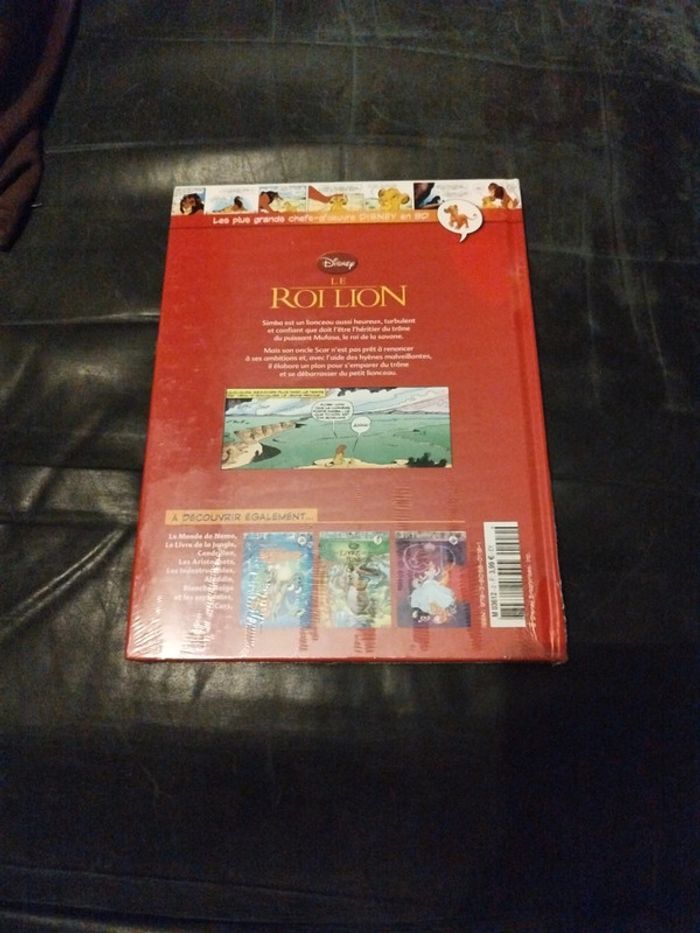 Les plus grands chefs-d'œuvre DISNEY en BD
Disney
LE
ROI LION
Simba est un lionceau aussi heureux, turbulent
et confiant que doit l'être l'héritier du trône
du puissant Mufasa, le roi de la savane.
Mais son oncle Scar n'est pas prêt à renoncer
à ses ambitions et, avec l'aide des hyènes malveillantes,
il élabore un plan pour s'emparer du trône
et se débarrasser du petit lionceau.
À DÉCOUVRIR ÉGALEMENT...
Le Monde de Nemo,
Le Livre de la Jungle,
Cendrillon,
Les Aristochats,
Les Indestructibles,
Aladdin,
Blanche-Neige
et les sept nains,
Cars.
LIVRE